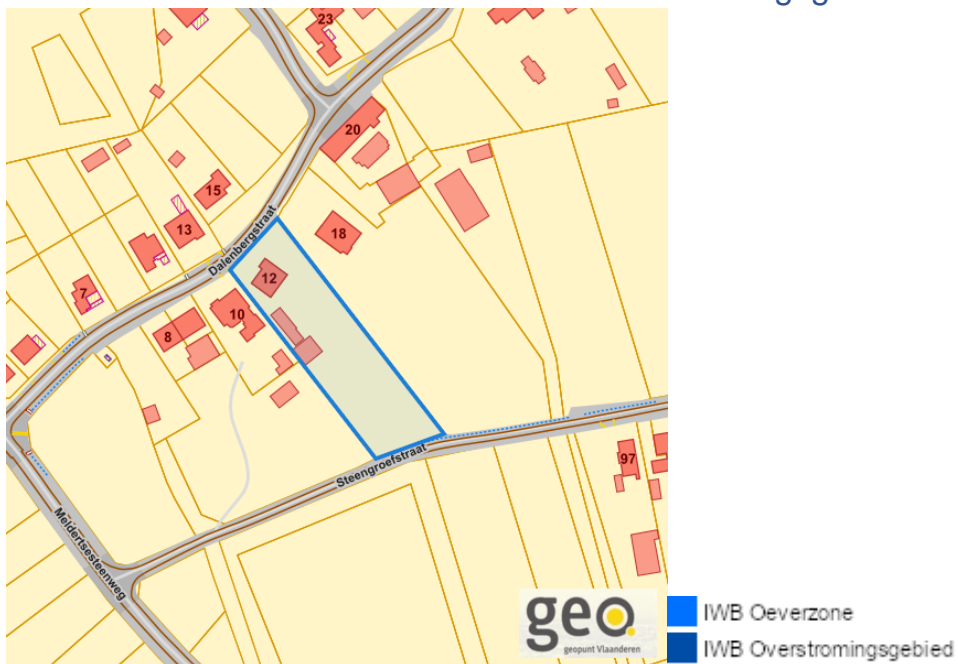 23
20
15
13
18
Dalenbergstraat
12
7
10
8
97
Steengroefstraat
Meldertsesteenweg
geo.
geopunt Vlaanderen
IWB Oeverzone
IWB Overstromingsgebied